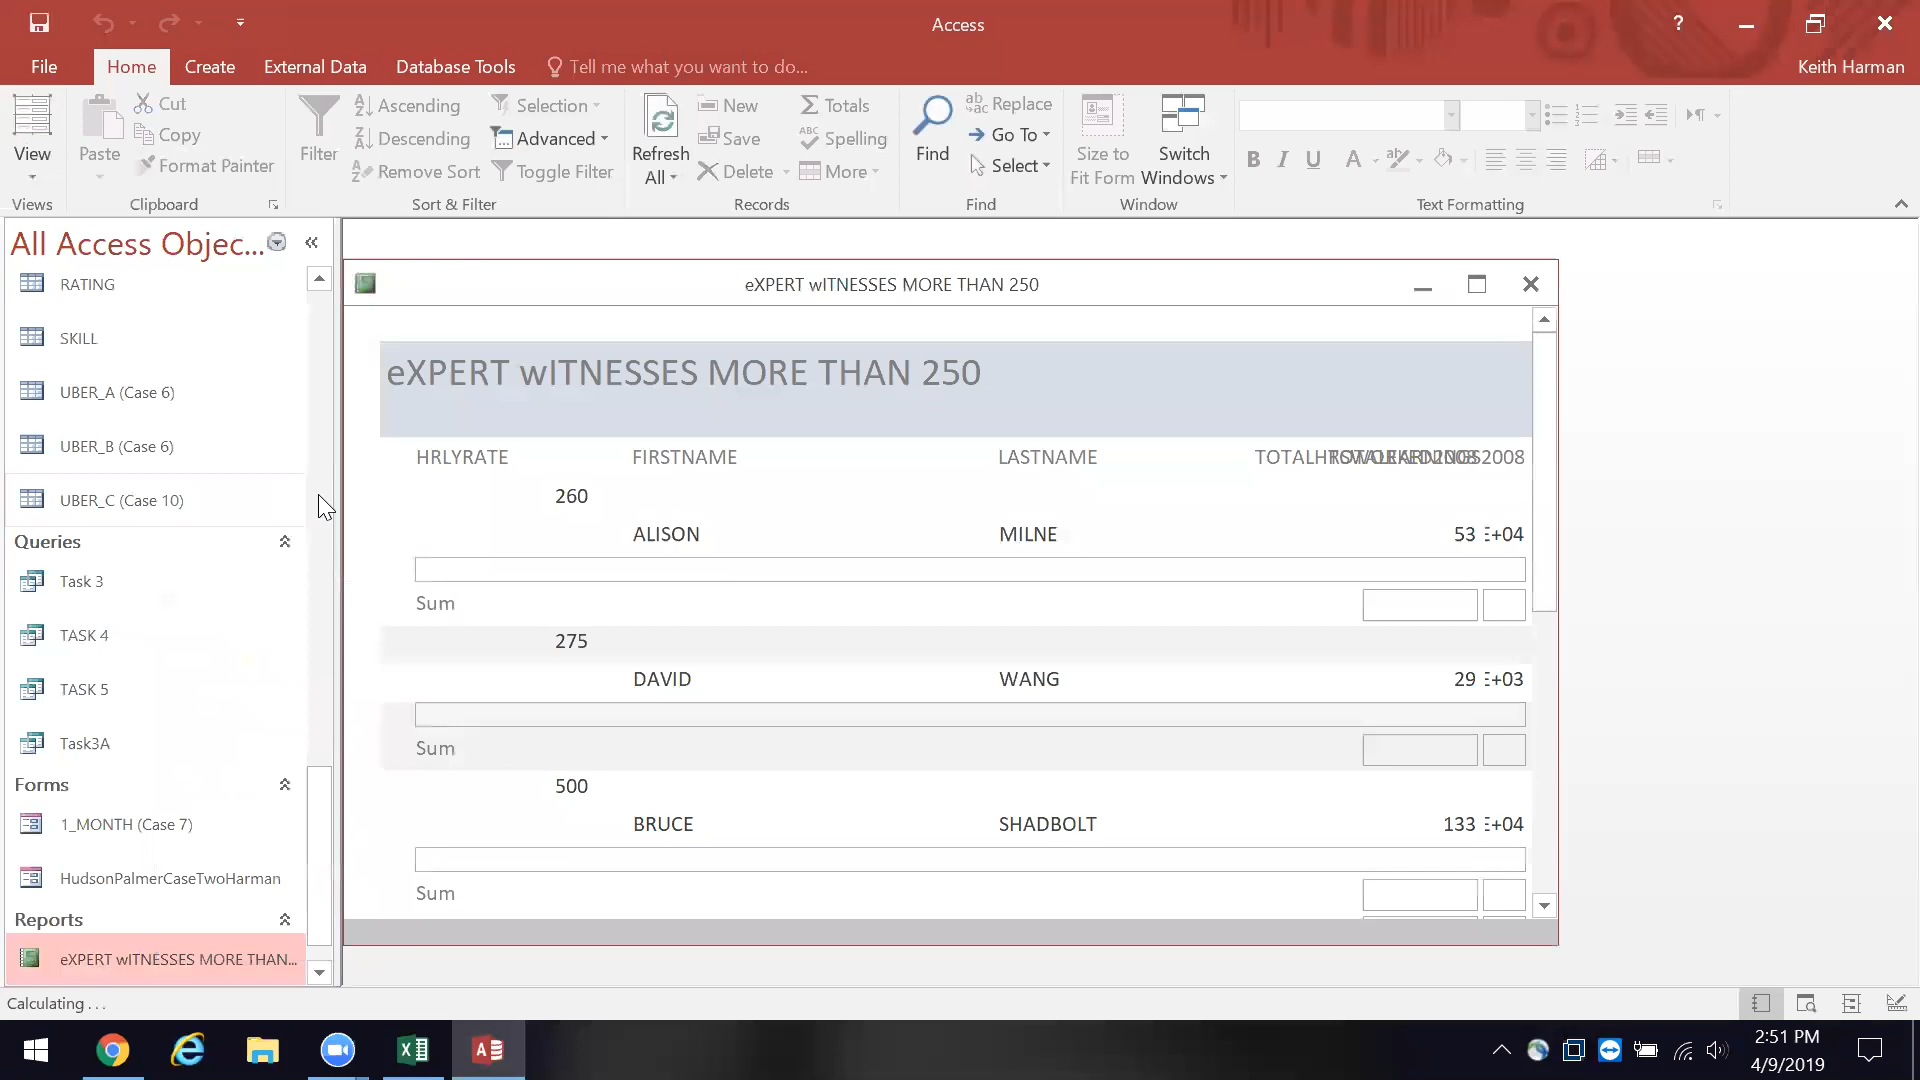 Access
?
Keith Harman
File Home Create External Data Database Tools Tell me what you want to do...
View
Views
Paste
Cut
Copy
Format Painter
Clipboard
Filter
Ascending
Descending
Remove Sort
Selection
Advanced
Toggle Filter
Sort & Filter
Refresh
All
New
Save
Delete
Totals
Spelling
More
Records
Find
Replace
Go To
Select
Find
Size to
Fit Form
Switch
Windows
Window
B I U A
Text Formatting
All Access Objec...
RATING
SKILL
UBER_A (Case 6)
UBER_B (Case 6)
UBER_C (Case 10)
Queries
Task 3
TASK 4
TASK 5
Task3A
Forms
1_MONTH (Case 7)
HudsonPalmerCaseTwoHarman
Reports
eXPERT wITNESSES MORE THAN...
eXPERT wITNESSES MORE THAN 250
eXPERT wITNESSES MORE THAN 250
HRLYRATE FIRSTNAME LASTNAME
260
ALISON MILNE 53 E+04
Sum
275
DAVID WANG 29 E+03
Sum
500
BRUCE SHADBOLT 133 E+04
Sum
Calculating . . .
2:51 PM
4/9/2019